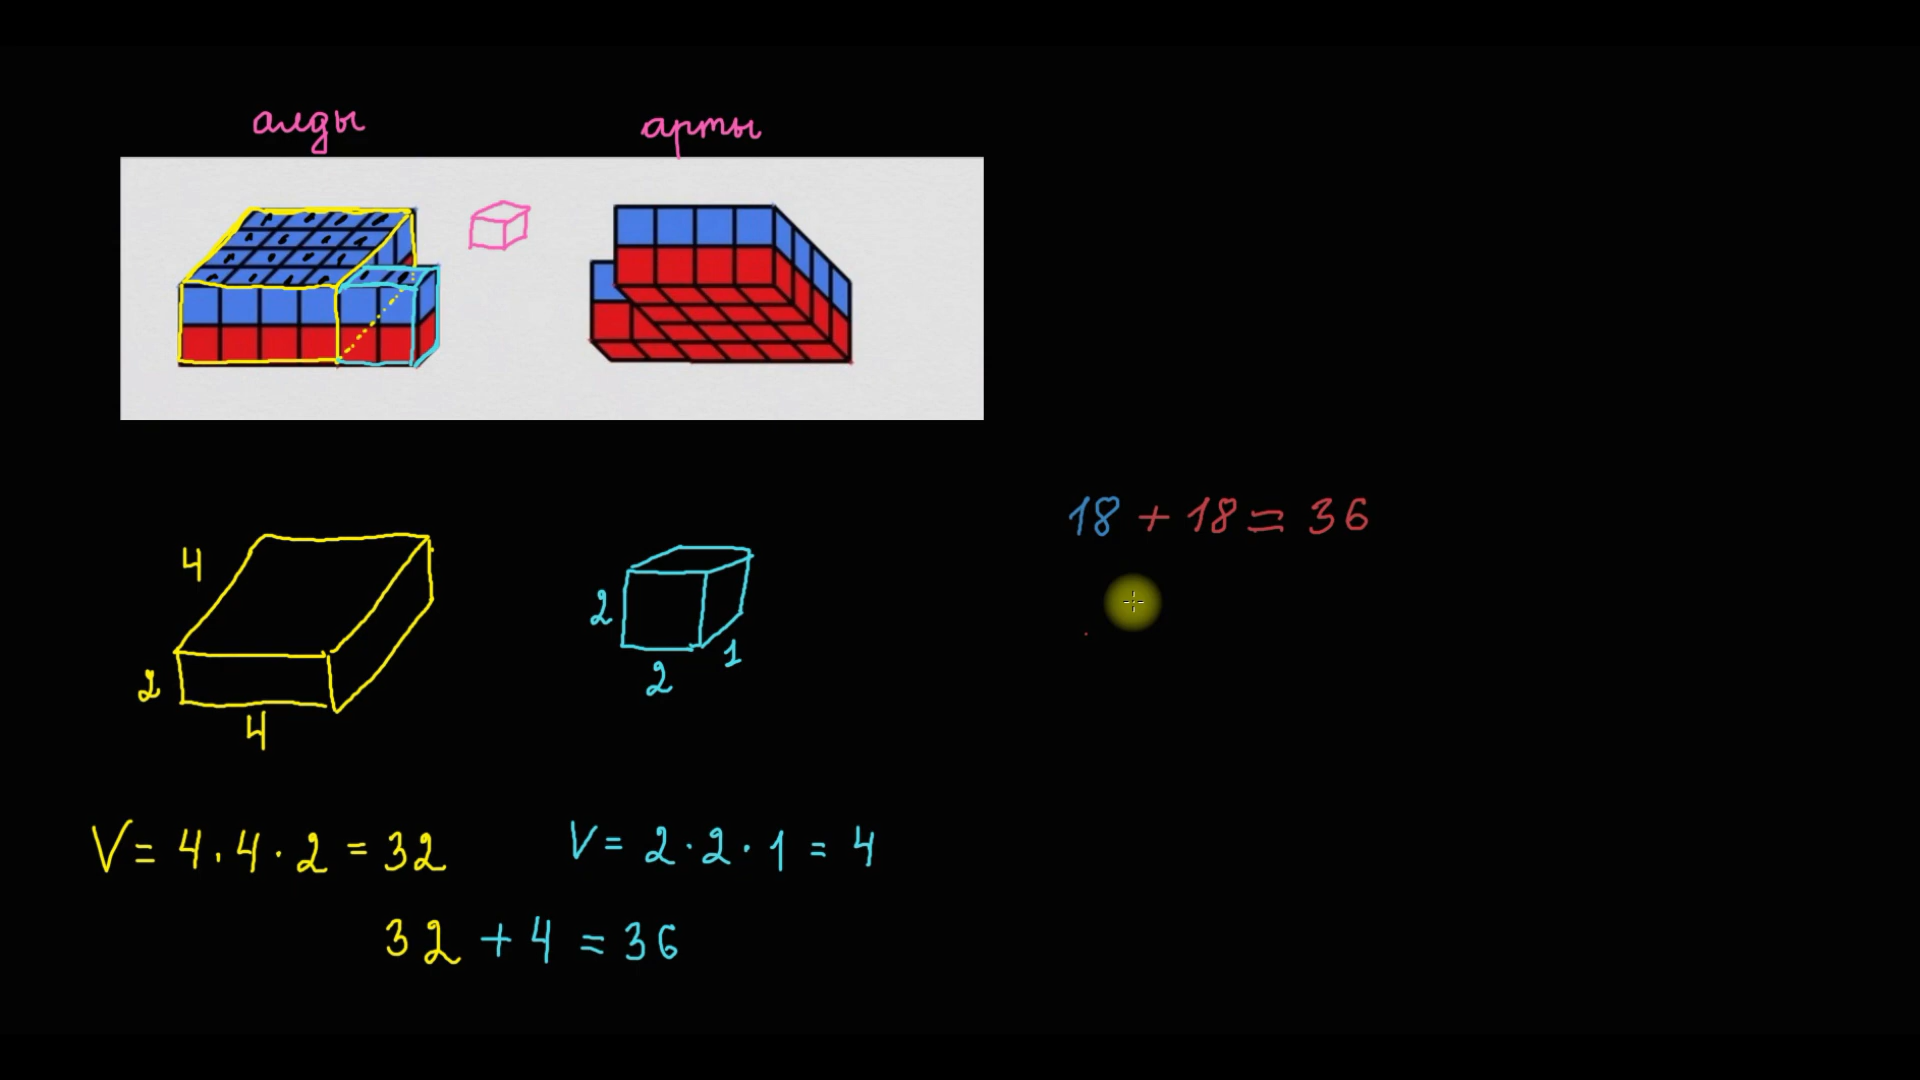 алды
арты
18 + 18 = 36
4
2
4
2
2
1
V = 4 · 4 · 2 = 32
V = 2 · 2 · 1 = 4
32 + 4 = 36